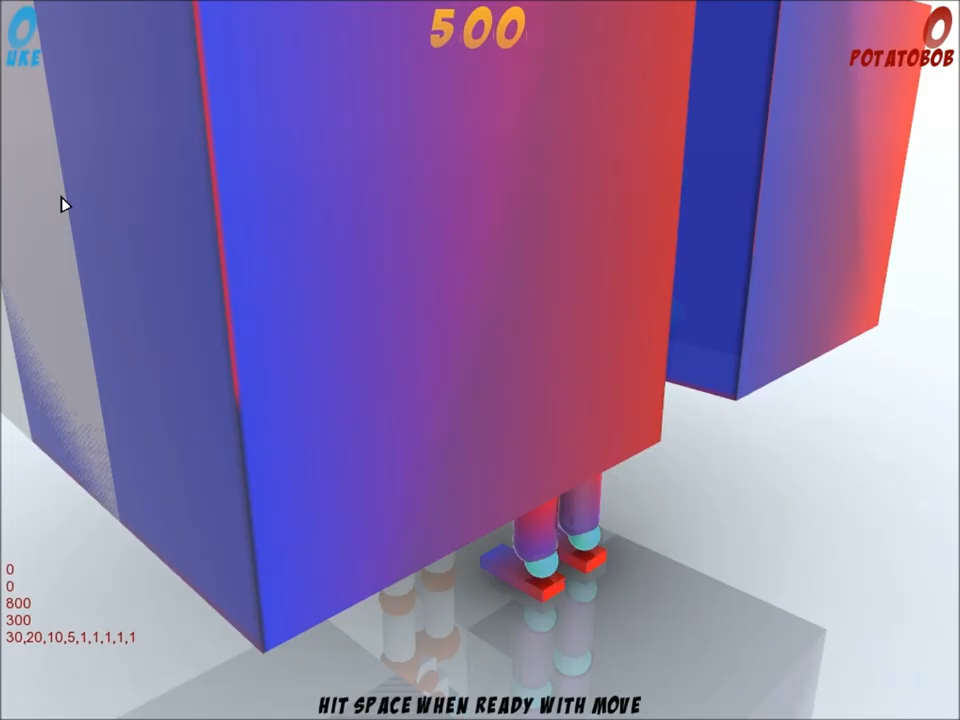 0
UKE
500
0
POTATOBOB
0
0
800
300
30,20,10,5,1,1,1,1,1
HIT SPACE WHEN READY WITH MOVE